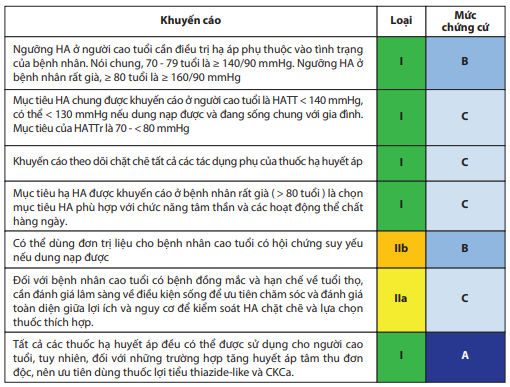 Khuyến cáo
Loại
Mức
chứng cứ
Ngưỡng HA ở người cao tuổi cần điều trị hạ áp phụ thuộc vào tình trạng
của bệnh nhân. Nói chung, 70 - 79 tuổi là ≥ 140/90 mmHg. Ngưỡng HA ở
bệnh nhân rất già, ≥ 80 tuổi là ≥ 160/90 mmHg
I
B
Mục tiêu HA chung được khuyến cáo ở người cao tuổi là HATT < 140 mmHg,
có thể < 130 mmHg nếu dung nạp được và đang sống chung với gia đình.
Mục tiêu của HATTr là 70 - < 80 mmHg
I
C
Khuyến cáo theo dõi chặt chẽ tất cả các tác dụng phụ của thuốc hạ huyết áp
I
C
Mục tiêu hạ HA được khuyến cáo ở bệnh nhân rất già ( > 80 tuổi ) là chọn
mục tiêu HA phù hợp với chức năng tâm thần và các hoạt động thể chất
hàng ngày.
I
C
Có thể dùng đơn trị liệu cho bệnh nhân cao tuổi có hội chứng suy yếu
nếu dung nạp được
IIb
B
Đối với bệnh nhân cao tuổi có bệnh đồng mắc và hạn chế về tuổi thọ,
cần đánh giá lâm sàng về điều kiện sống để ưu tiên chăm sóc và đánh giá
toàn diện giữa lợi ích và nguy cơ để kiểm soát HA chặt chẽ và lựa chọn
thuốc thích hợp.
IIa
C
Tất cả các thuốc hạ huyết áp đều có thể được sử dụng cho người cao
tuổi, tuy nhiên, đối với những trường hợp tăng huyết áp tâm thu đơn
độc, nên ưu tiên dùng thuốc lợi tiểu thiazide-like và CKCa.
I
A